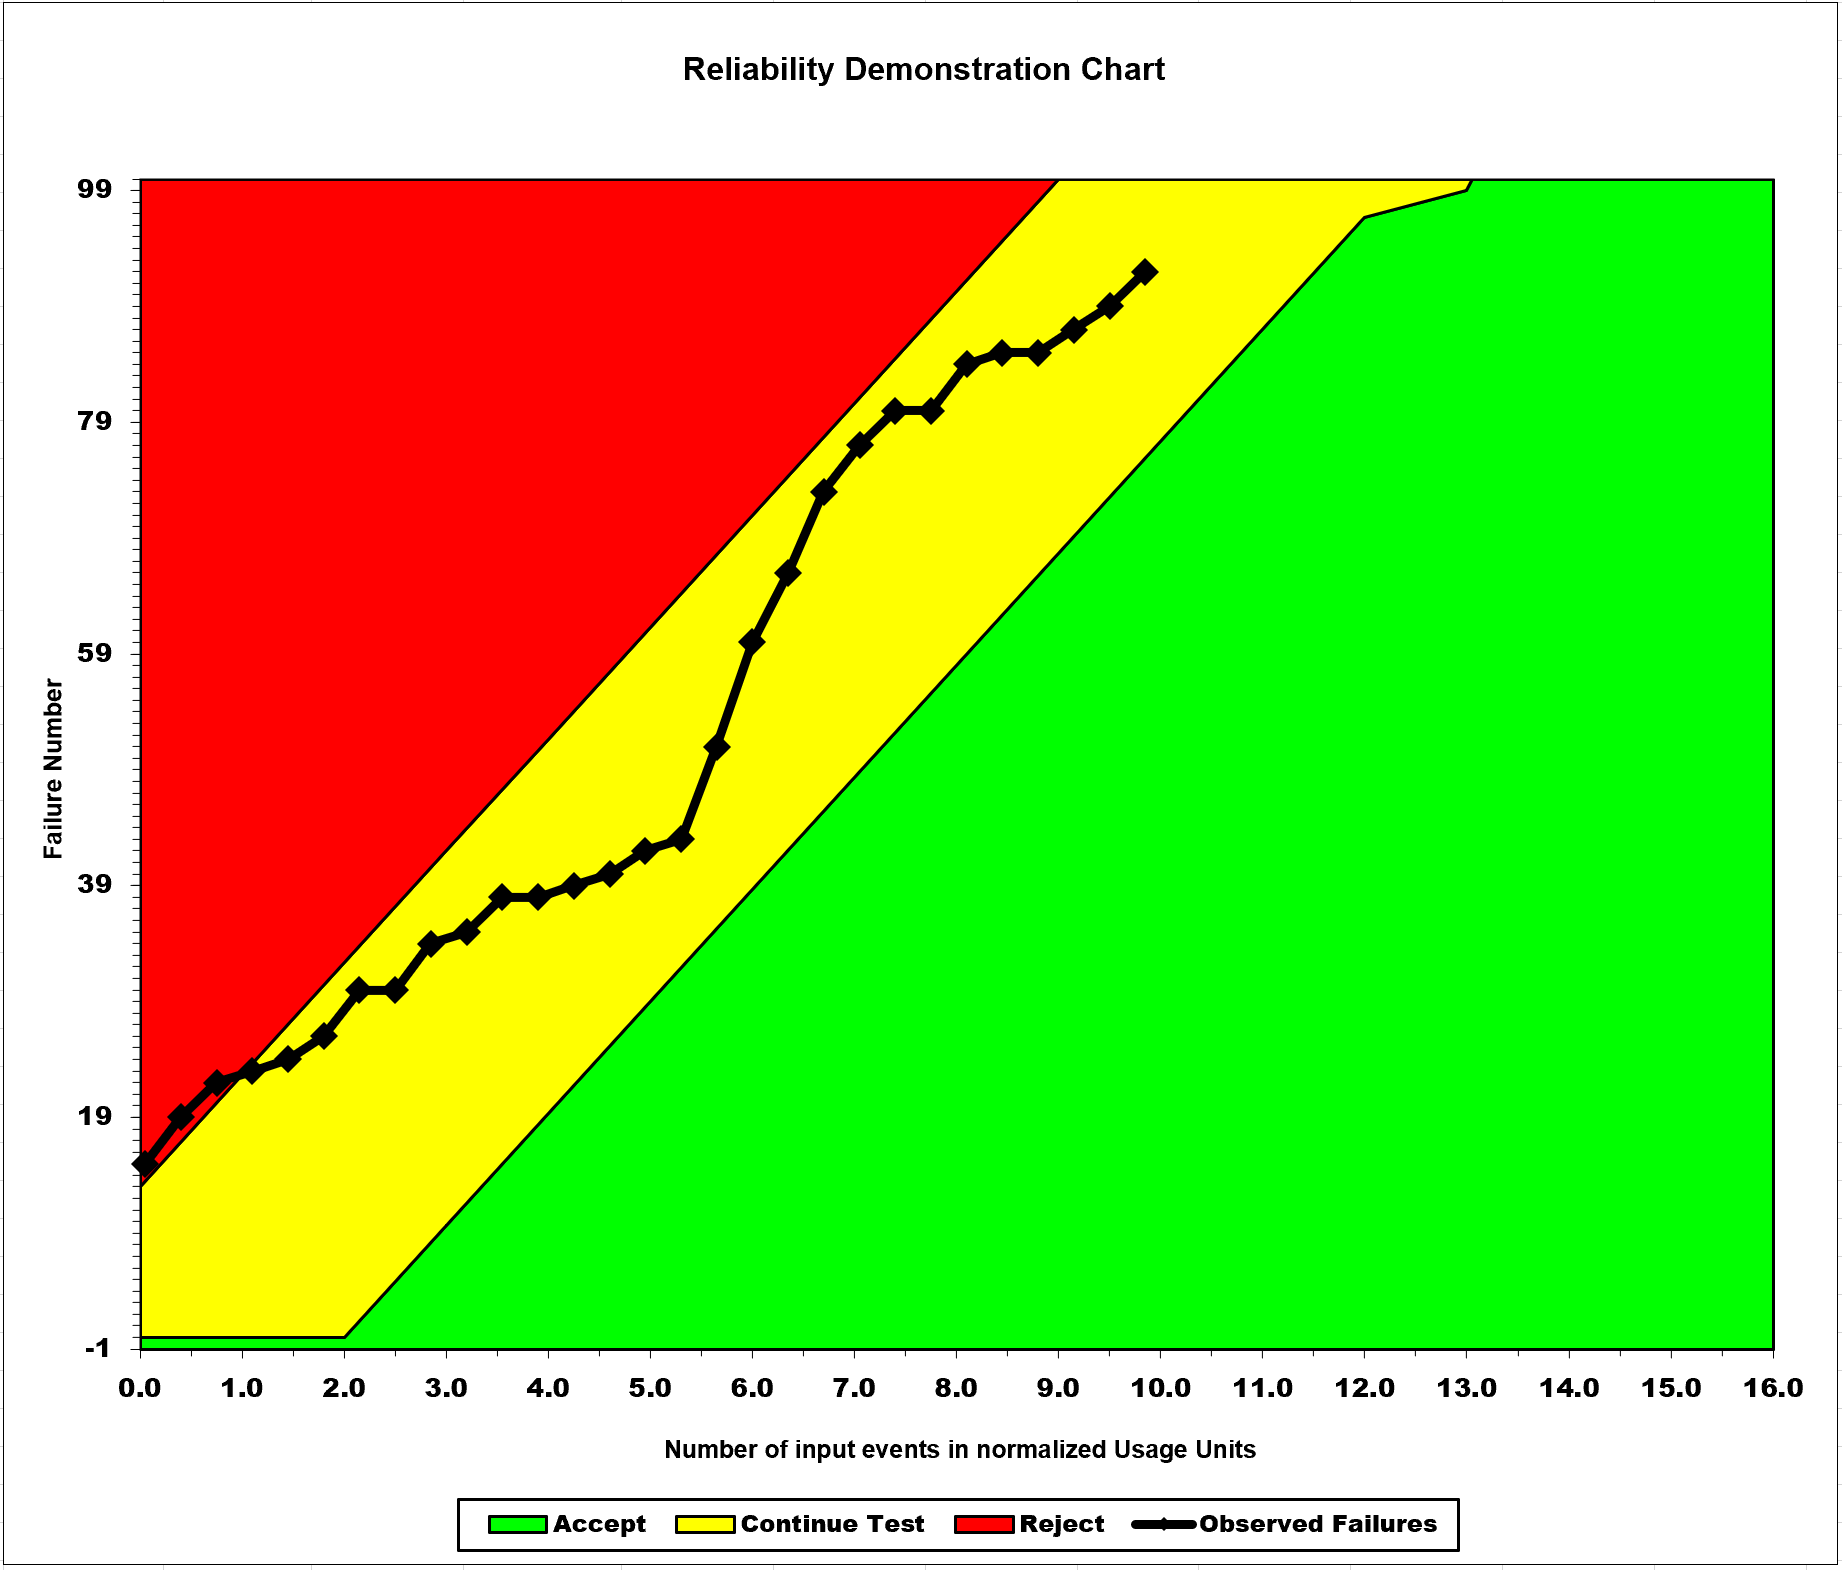 Reliability Demonstration Chart
99
79
59
39
19
-1
Failure Number
0.0 1.0 2.0 3.0 4.0 5.0 6.0 7.0 8.0 9.0 10.0 11.0 12.0 13.0 14.0 15.0 16.0
Number of input events in normalized Usage Units
Accept Continue Test Reject Observed Failures